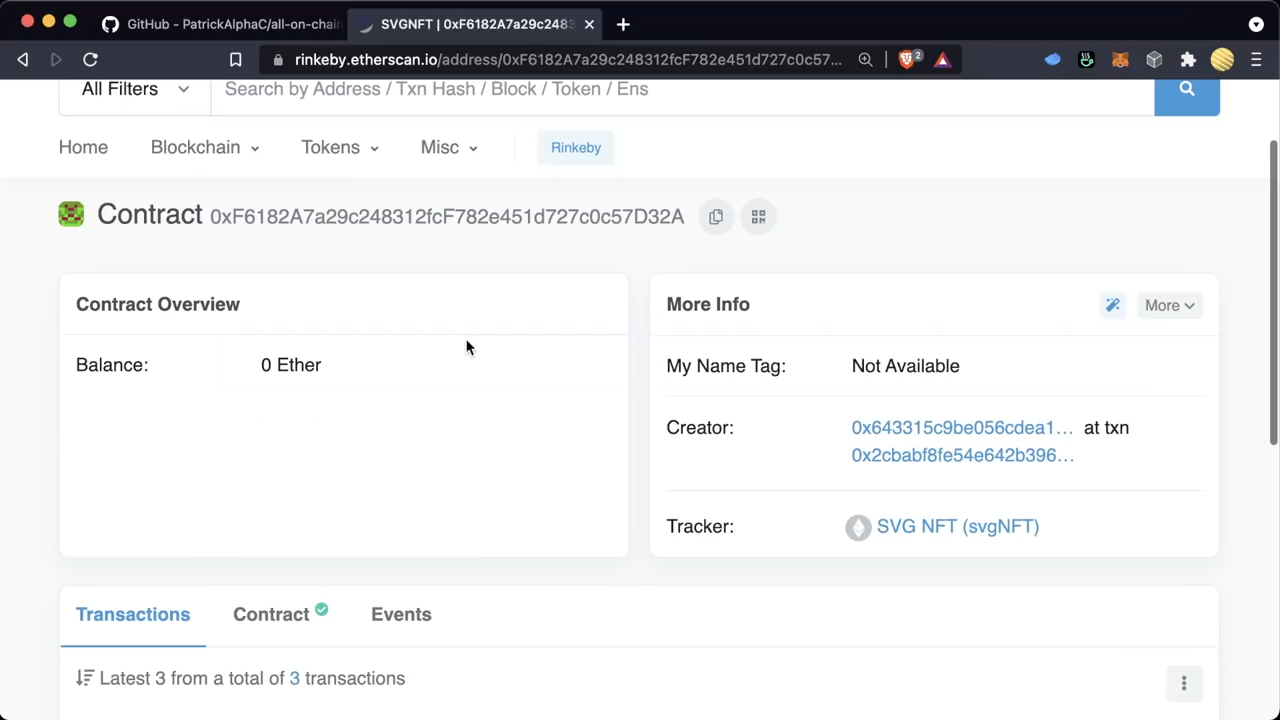 GitHub - PatrickAlphaC/all-on-chain
SVGNFT | 0xF6182A7a29c2483
rinkeby.etherscan.io/address/0xF6182A7a29c248312fcF782e451d727c0c57...
2
All Filters
Search by Address / Txn Hash / Block / Token / Ens
Home Blockchain Tokens Misc Rinkeby
Contract 0xF6182A7a29c248312fcF782e451d727c0c57D32A
Contract Overview
Balance: 0 Ether
More Info
More
My Name Tag: Not Available
Creator: 0x643315c9be056cdea1... at txn
0x2cbabf8fe54e642b396...
Tracker: SVG NFT (svgNFT)
Transactions Contract Events
Latest 3 from a total of 3 transactions